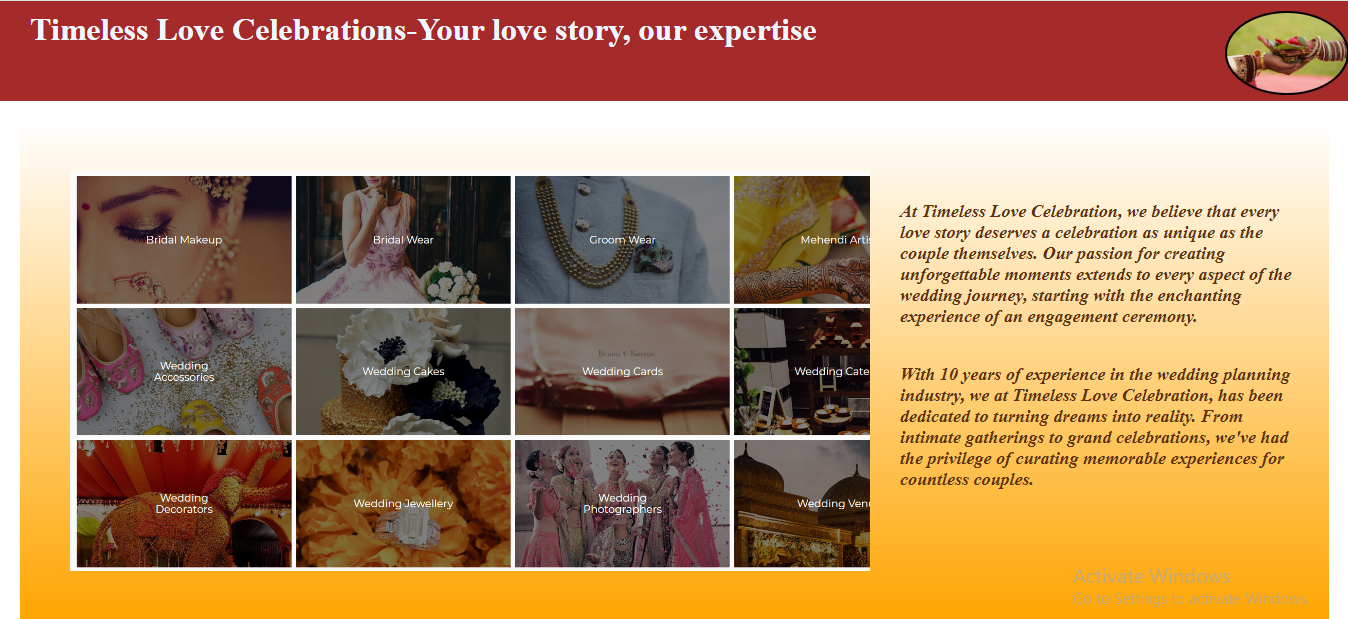 Timeless Love Celebrations-Your love story, our expertise
Bridal Makeup
Bridal Wear
Groom Wear
Mehendi Artis
Wedding
Accessories
Wedding Cakes
Wedding Cards
Wedding Cate
Wedding
Decorators
Wedding Jewellery
Wedding
Photographers
Wedding Venu
At Timeless Love Celebration, we believe that every
love story deserves a celebration as unique as the
couple themselves. Our passion for creating
unforgettable moments extends to every aspect of the
wedding journey, starting with the enchanting
experience of an engagement ceremony.
With 10 years of experience in the wedding planning
industry, we at Timeless Love Celebration, has been
dedicated to turning dreams into reality. From
intimate gatherings to grand celebrations, we've had
the privilege of curating memorable experiences for
countless couples.
Activate Windows
Go to Settings to activate Windows.